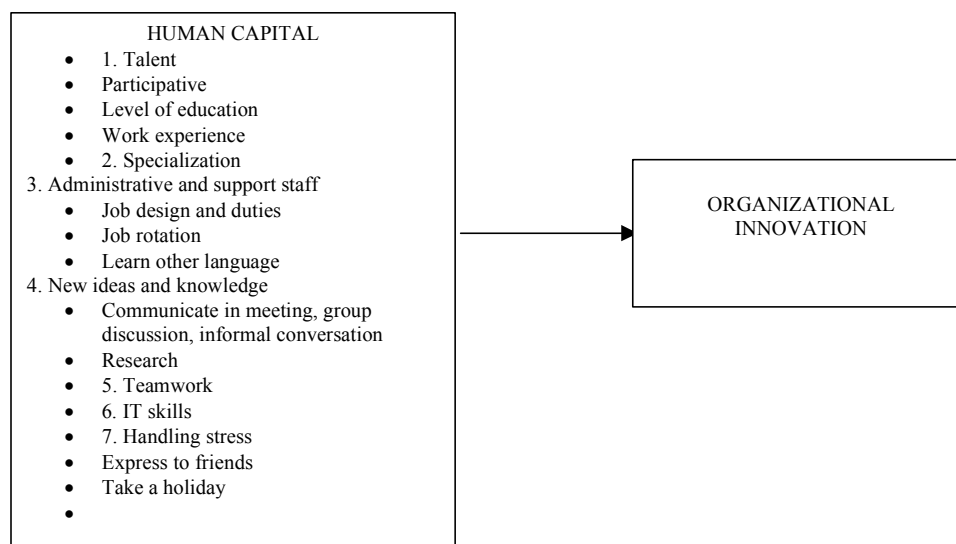 HUMAN CAPITAL
• 1. Talent
• Participative
• Level of education
• Work experience
• 2. Specialization
3. Administrative and support staff
• Job design and duties
• Job rotation
• Learn other language
4. New ideas and knowledge
• Communicate in meeting, group
discussion, informal conversation
• Research
• 5. Teamwork
• 6. IT skills
• 7. Handling stress
• Express to friends
• Take a holiday
•
ORGANIZATIONAL
INNOVATION